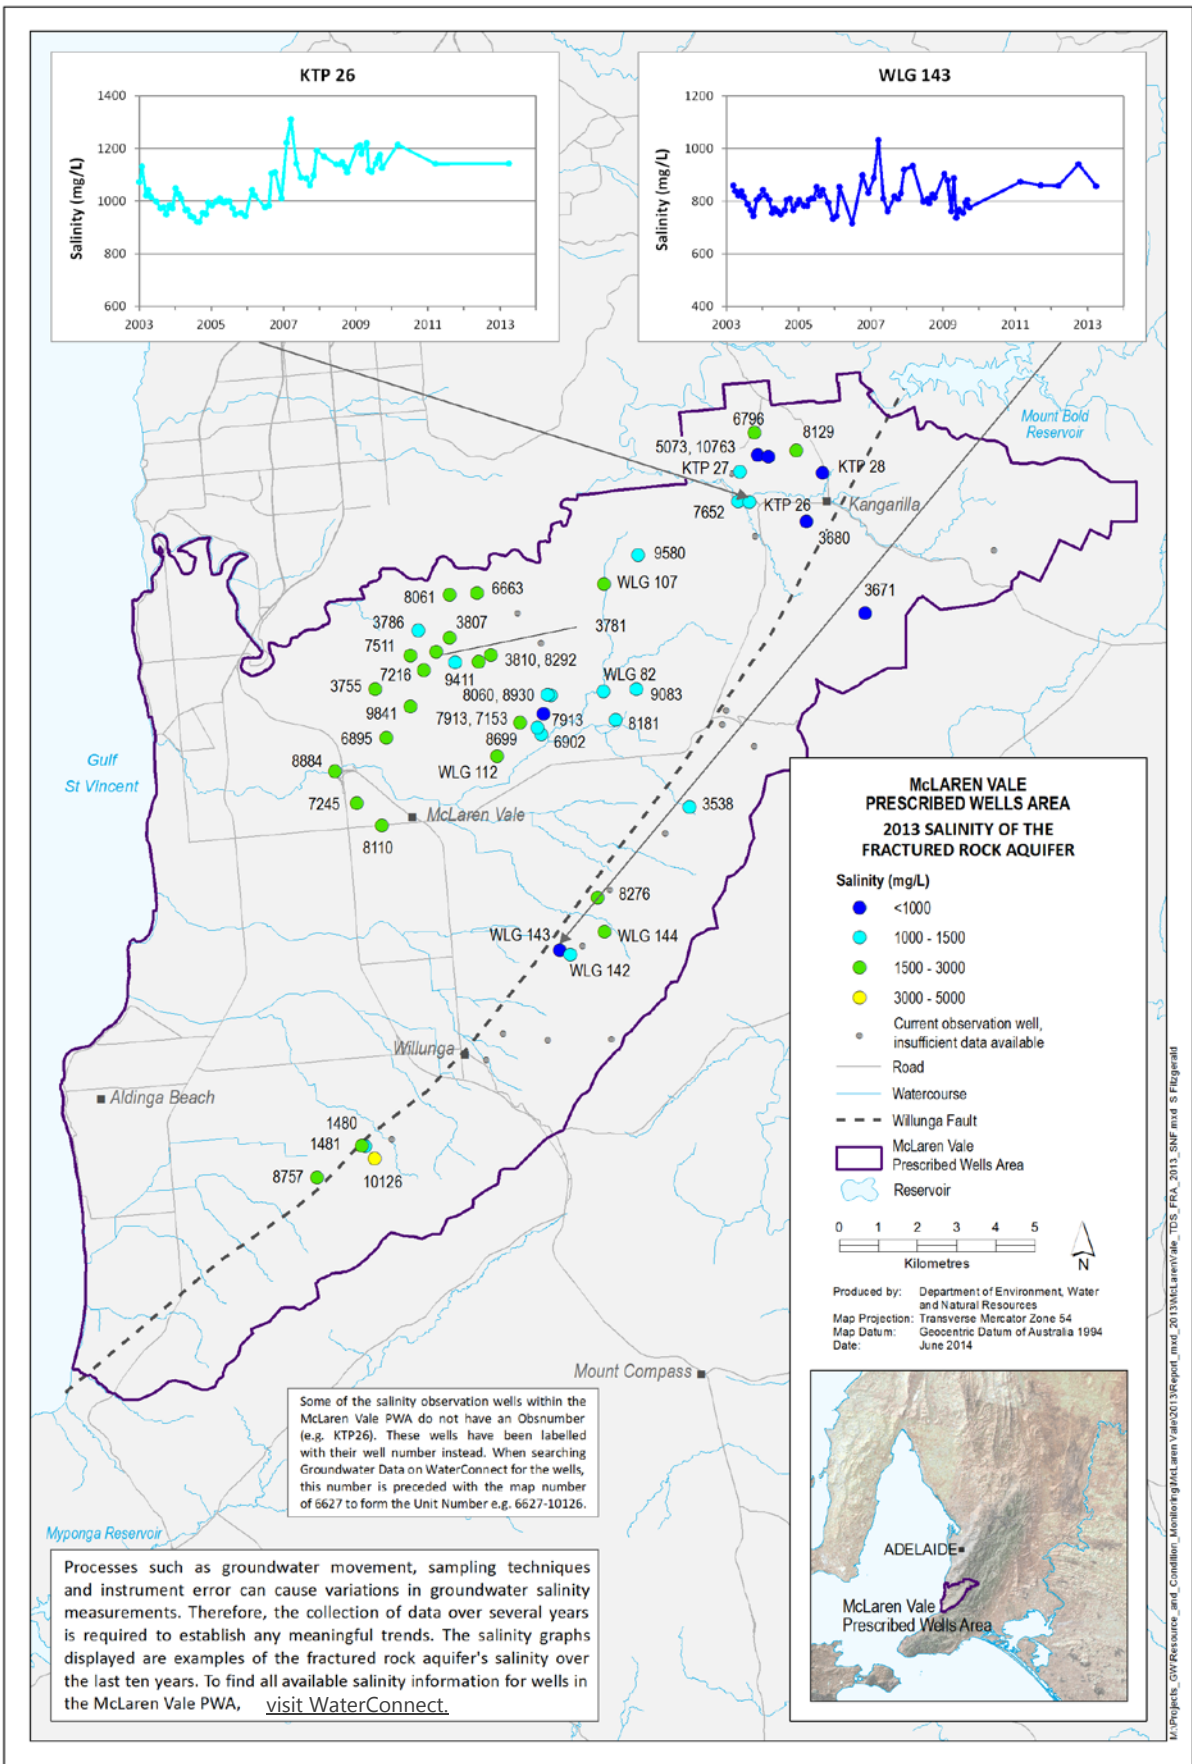 KTP 26
1400
1200
1000
800
600
Salinity (mg/L)
2003 2005 2007 2009 2011 2013
WLG 143
1200
1000
800
600
400
Salinity (mg/L)
2003 2005 2007 2009 2011 2013
Mount Bold
Reservoir
6796
8129
5073, 10763
KTP 27
KTP 28
7652
KTP 26
Kangarilla
3680
9580
3671
WLG 107
8061
6663
3786
3807
3781
7511
3810, 8292
7216
9411
3755
8060, 8930
WLG 82
9083
9841
7913, 7153
7913
8181
6895
8699
6902
8884
WLG 112
Gulf
St Vincent
7245
McLaren Vale
3538
8110
8276
WLG 143
WLG 144
WLG 142
Willunga
Aldinga Beach
1480
1481
8757
10126
Mount Compass
Myponga Reservoir
McLAREN VALE
PRESCRIBED WELLS AREA
2013 SALINITY OF THE
FRACTURED ROCK AQUIFER
Salinity (mg/L)
<1000
1000 - 1500
1500 - 3000
3000 - 5000
Current observation well,
insufficient data available
Road
Watercourse
Willunga Fault
McLaren Vale
Prescribed Wells Area
Reservoir
0 1 2 3 4 5
Kilometres
N
Produced by: Department of Environment, Water
and Natural Resources
Map Projection: Transverse Mercator Zone 54
Map Datum: Geocentric Datum of Australia 1994
Date: June 2014
ADELAIDE
McLaren Vale
Prescribed Wells Area
Some of the salinity observation wells within the
McLaren Vale PWA do not have an Obsnumber
(e.g. KTP26). These wells have been labelled
with their well number instead. When searching
Groundwater Data on WaterConnect for the wells,
this number is preceded with the map number
of 6627 to form the Unit Number e.g. 6627-10126.
Processes such as groundwater movement, sampling techniques
and instrument error can cause variations in groundwater salinity
measurements. Therefore, the collection of data over several years
is required to establish any meaningful trends. The salinity graphs
displayed are examples of the fractured rock aquifer's salinity over
the last ten years. To find all available salinity information for wells in
the McLaren Vale PWA, visit WaterConnect.
M:\Projects_GW\Resource_and_Condition_Monitoring\McLaren Vale\2013\Report_mxd_2013\McLarenVale_TDS_FRA_2013_SNF.mxd S Fitzgerald